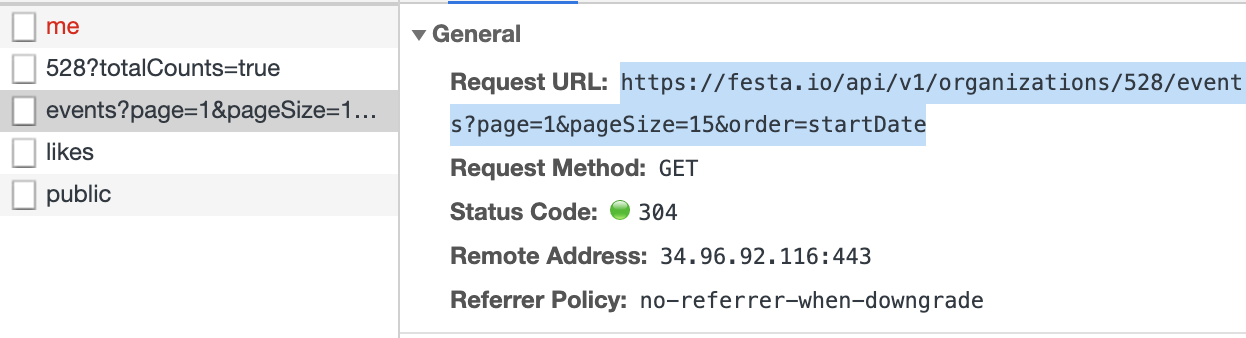 me
528?totalCounts=true
events?page=1&pageSize=1...
likes
public
General
Request URL: https://festa.io/api/v1/organizations/528/event
s?page=1&pageSize=15&order=startDate
Request Method: GET
Status Code: 304
Remote Address: 34.96.92.116:443
Referrer Policy: no-referrer-when-downgrade